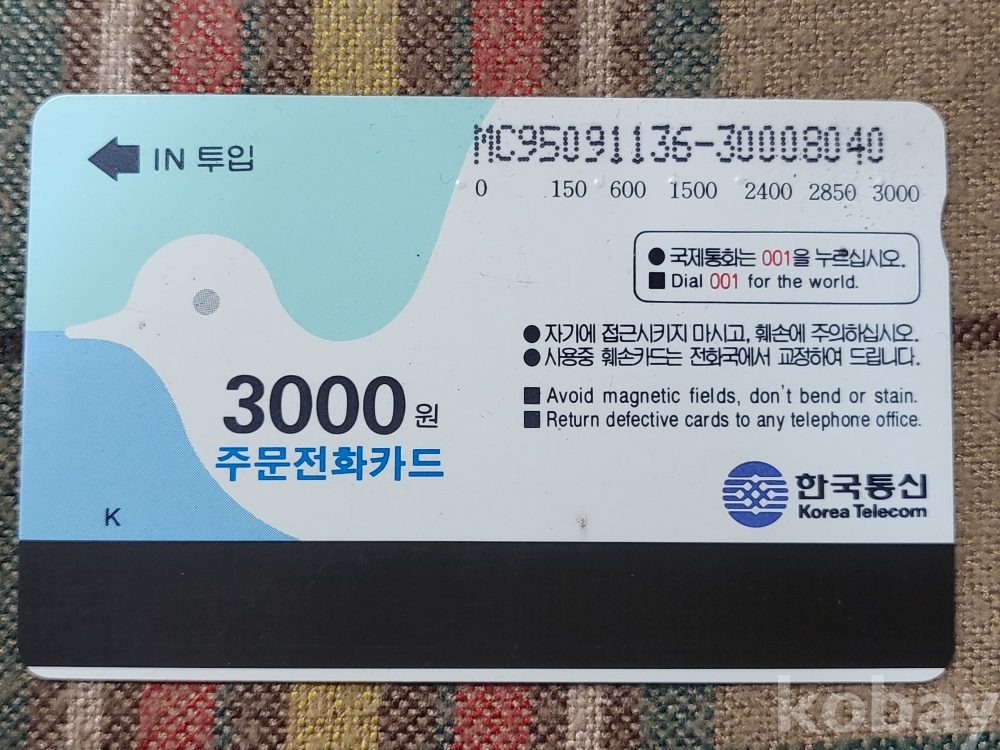 IN 투입
MC95091136-30008040
0 150 600 1500 2400 2850 3000
● 국제통화는 001을 누르십시오.
■ Dial 001 for the world.
● 자기에 접근시키지 마시고, 훼손에 주의하십시오.
● 사용중 훼손카드는 전화국에서 교정하여 드립니다.
■ Avoid magnetic fields, don't bend or stain.
■ Return defective cards to any telephone office.
3000원
주문전화카드
한국통신
Korea Telecom
K
kobay